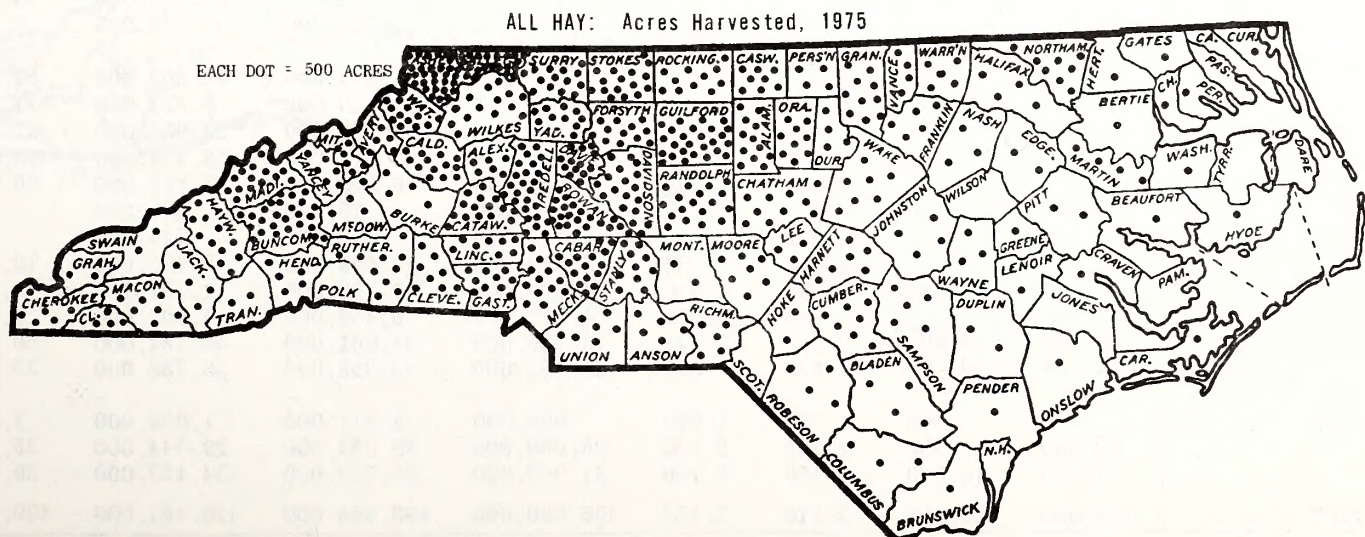 ALL HAY: Acres Harvested, 1975
EACH DOT = 500 ACRES
SURRY
STOKES
ROCKING.
CASW.
PERS'N
GRAN.
VANCE
WARR'N
NORTHAM.
HALIFAX
HERT.
GATES
CA.
CUR.
PAS.
PER.
CH.
BERTIE
WAT.
WILKES
YAD.
FORSYTH
GUILFORD
ALAM.
ORA.
DUR.
FRANKLIN
NASH
EDGE.
MARTIN
WASH.
TYRR.
DARE
MIT.
AVERY
CALD.
ALEX.
IREDELL
DAVIE
DAVIDSON
RANDOLPH
CHATHAM
WAKE
WILSON
PITT
BEAUFORT
HYDE
MADI.
YANCEY
BURKE
CATAW.
ROWAN
JOHNSTON
GREENE
HAYW.
BUNCOM.
McDOW.
SWAIN
GRAH.
JACK.
HEND.
RUTHER.
LINC.
CABAR.
STANLY
MONT.
MOORE
LEE
HARNETT
WAYNE
LENOIR
CRAVEN
PAM.
CHEROKEE
CL.
MACON
TRAN.
POLK
CLEVE.
GAST.
MECK.
RICHM.
HOKE
CUMBER.
SAMPSON
DUPLIN
JONES
UNION
ANSON
SCOT.
ROBESON
BLADEN
PENDER
ONSLOW
CAR.
COLUMBUS
N.H.
BRUNSWICK